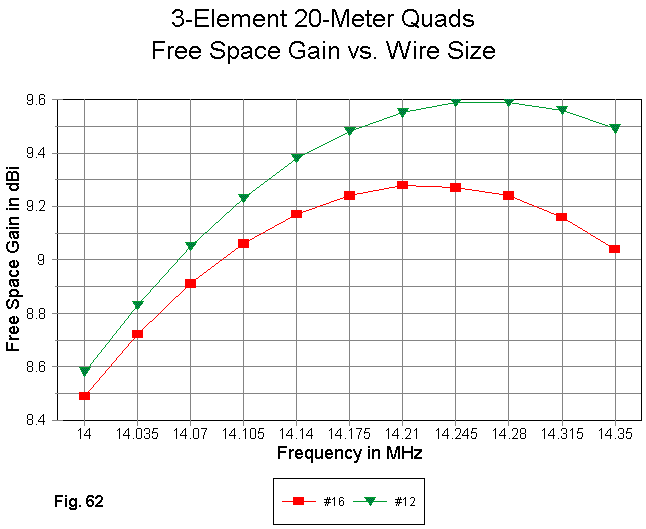 3-Element 20-Meter Quads
Free Space Gain vs. Wire Size
Free Space Gain in dBi
9.6
9.4
9.2
9
8.8
8.6
8.4
14 14.035 14.07 14.105 14.14 14.175 14.21 14.245 14.28 14.315 14.35
Frequency in MHz
Fig. 62
#16 #12